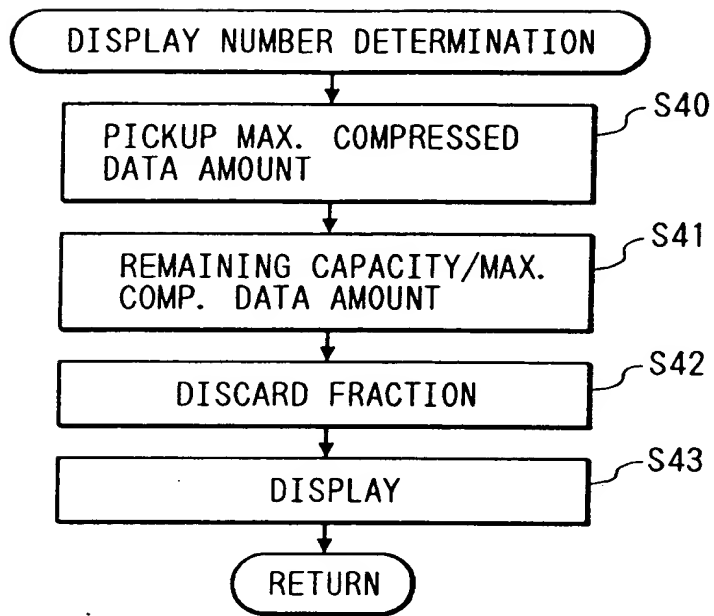 DISPLAY NUMBER DETERMINATION
S40
PICKUP MAX. COMPRESSED
DATA AMOUNT
S41
REMAINING CAPACITY/MAX.
COMP. DATA AMOUNT
S42
DISCARD FRACTION
S43
DISPLAY
RETURN